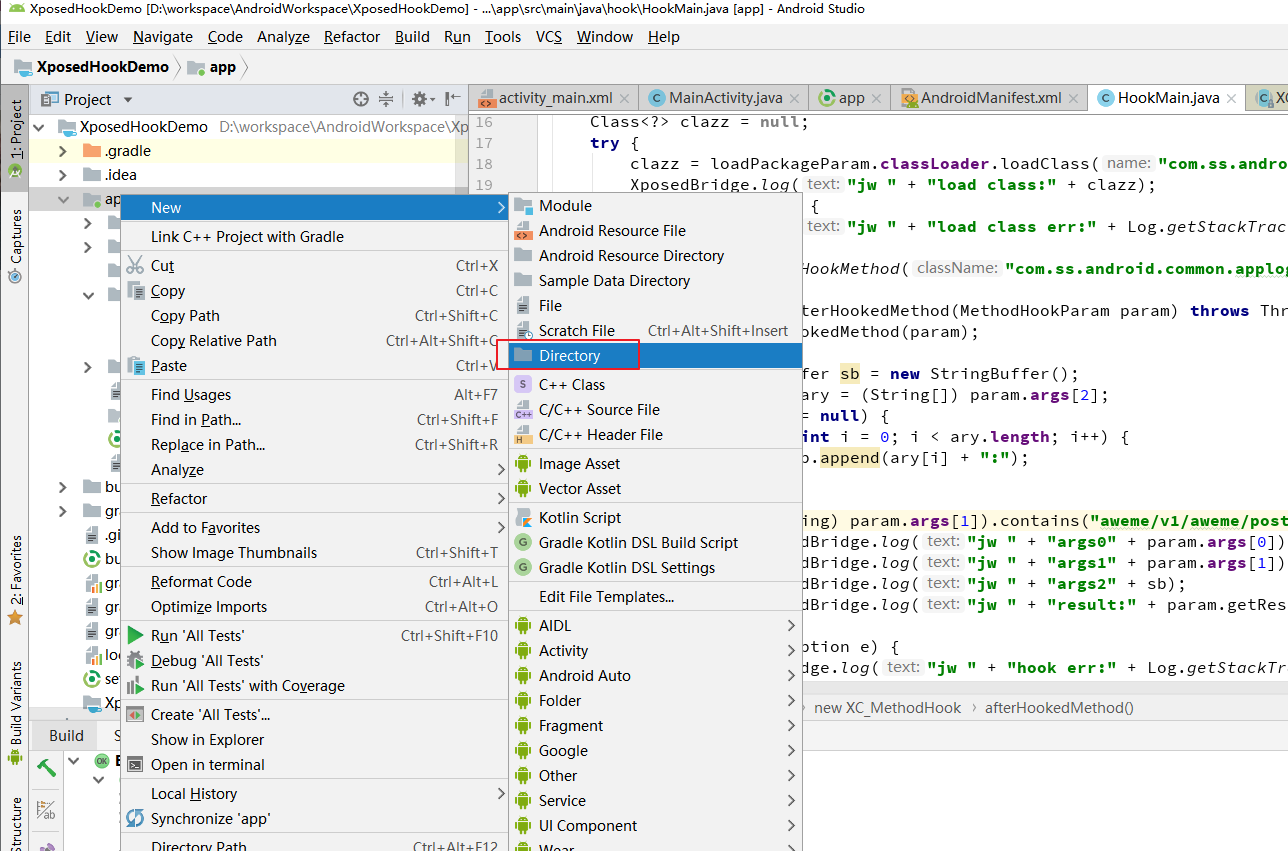 XposedHookDemo [D:\workspace\AndroidWorkspace\XposedHookDemo] - ...\app\src\main\java\hook\HookMain.java [app] - Android Studio
File Edit View Navigate Code Analyze Refactor Build Run Tools VCS Window Help
XposedHookDemo app
1: Project
Captures
2: Favorites
Build Variants
Structure
Project
XposedHookDemo D:\workspace\AndroidWorkspace\Xp
.gradle
.idea
ap
bu
gr
.gi
bu
gra
gr
gr
loc
se
Xp
Build S
activity_main.xml MainActivity.java app AndroidManifest.xml HookMain.java XC
16 Class<?> clazz = null;
17 try {
18 clazz = loadPackageParam.classLoader.loadClass( name: "com.ss.andro
19 XposedBridge.log( text: "jw " + "load class:" + clazz);
{
text: "jw " + "load class err:" + Log.getStackTrac
HookMethod( className: "com.ss.android.common.applog
terHookedMethod(MethodHookParam param) throws Thr
okedMethod(param);
fer sb = new StringBuffer();
ary = (String[]) param.args[2];
= null) {
int i = 0; i < ary.length; i++) {
b.append(ary[i] + ":");
ing) param.args[1]).contains("aweme/v1/aweme/post
dBridge.log( text: "jw " + "args0" + param.args[0])
dBridge.log( text: "jw " + "args1" + param.args[1])
dBridge.log( text: "jw " + "args2" + sb);
dBridge.log( text: "jw " + "result:" + param.getRes
ption e) {
dge.log( text: "jw " + "hook err:" + Log.getStackTra
new XC_MethodHook afterHookedMethod()
New
Link C++ Project with Gradle
Cut Ctrl+X
Copy Ctrl+C
Copy Path Ctrl+Shift+C
Copy Relative Path Ctrl+Alt+Shift+C
Paste Ctrl+V
Find Usages Alt+F7
Find in Path... Ctrl+Shift+F
Replace in Path... Ctrl+Shift+R
Analyze
Refactor
Add to Favorites
Show Image Thumbnails Ctrl+Shift+T
Reformat Code Ctrl+Alt+L
Optimize Imports Ctrl+Alt+O
Run 'All Tests' Ctrl+Shift+F10
Debug 'All Tests'
Run 'All Tests' with Coverage
Create 'All Tests'...
Show in Explorer
Open in terminal
Local History
Synchronize 'app'
Directory Path Ctrl+Alt+F12
Module
Android Resource File
Android Resource Directory
Sample Data Directory
File
Scratch File Ctrl+Alt+Shift+Insert
Directory
C++ Class
C/C++ Source File
C/C++ Header File
Image Asset
Vector Asset
Kotlin Script
Gradle Kotlin DSL Build Script
Gradle Kotlin DSL Settings
Edit File Templates...
AIDL
Activity
Android Auto
Folder
Fragment
Google
Other
Service
UI Component
Wear